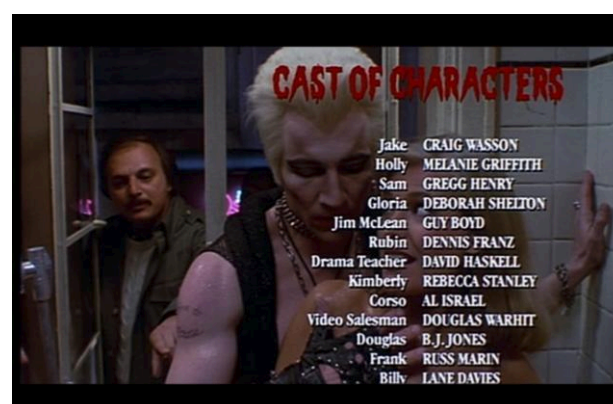 CAST OF CHARACTERS
Jake CRAIG WASSON
Holly MELANIE GRIFFITH
Sam GREGG HENRY
Gloria DEBORAH SHELTON
Jim McLean GUY BOYD
Rubin DENNIS FRANZ
Drama Teacher DAVID HASKELL
Kimberly REBECCA STANLEY
Corso AL ISRAEL
Video Salesman DOUGLAS WARHIT
Douglas B.J. JONES
Frank RUSS MARIN
Billy LANE DAVIES